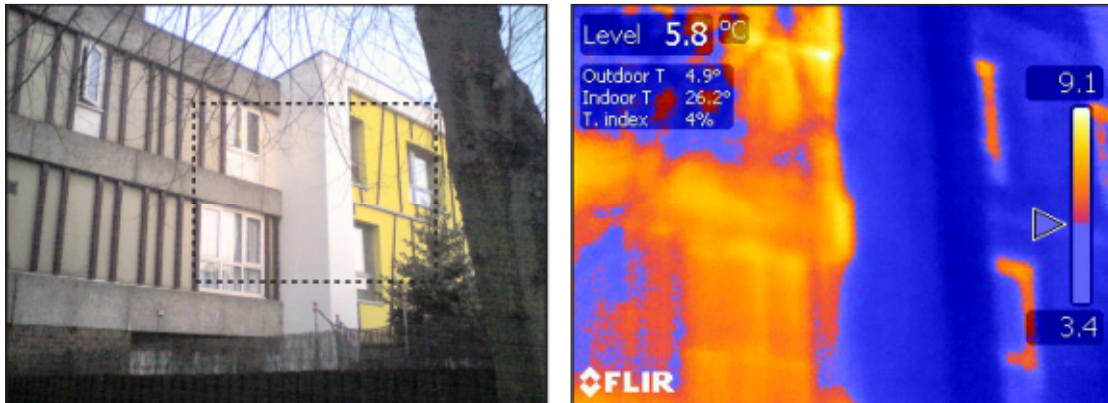 Level 5.8 °C
Outdoor T 4.9°
Indoor T 26.2°
T. index 4%
9.1
3.4
FLIR